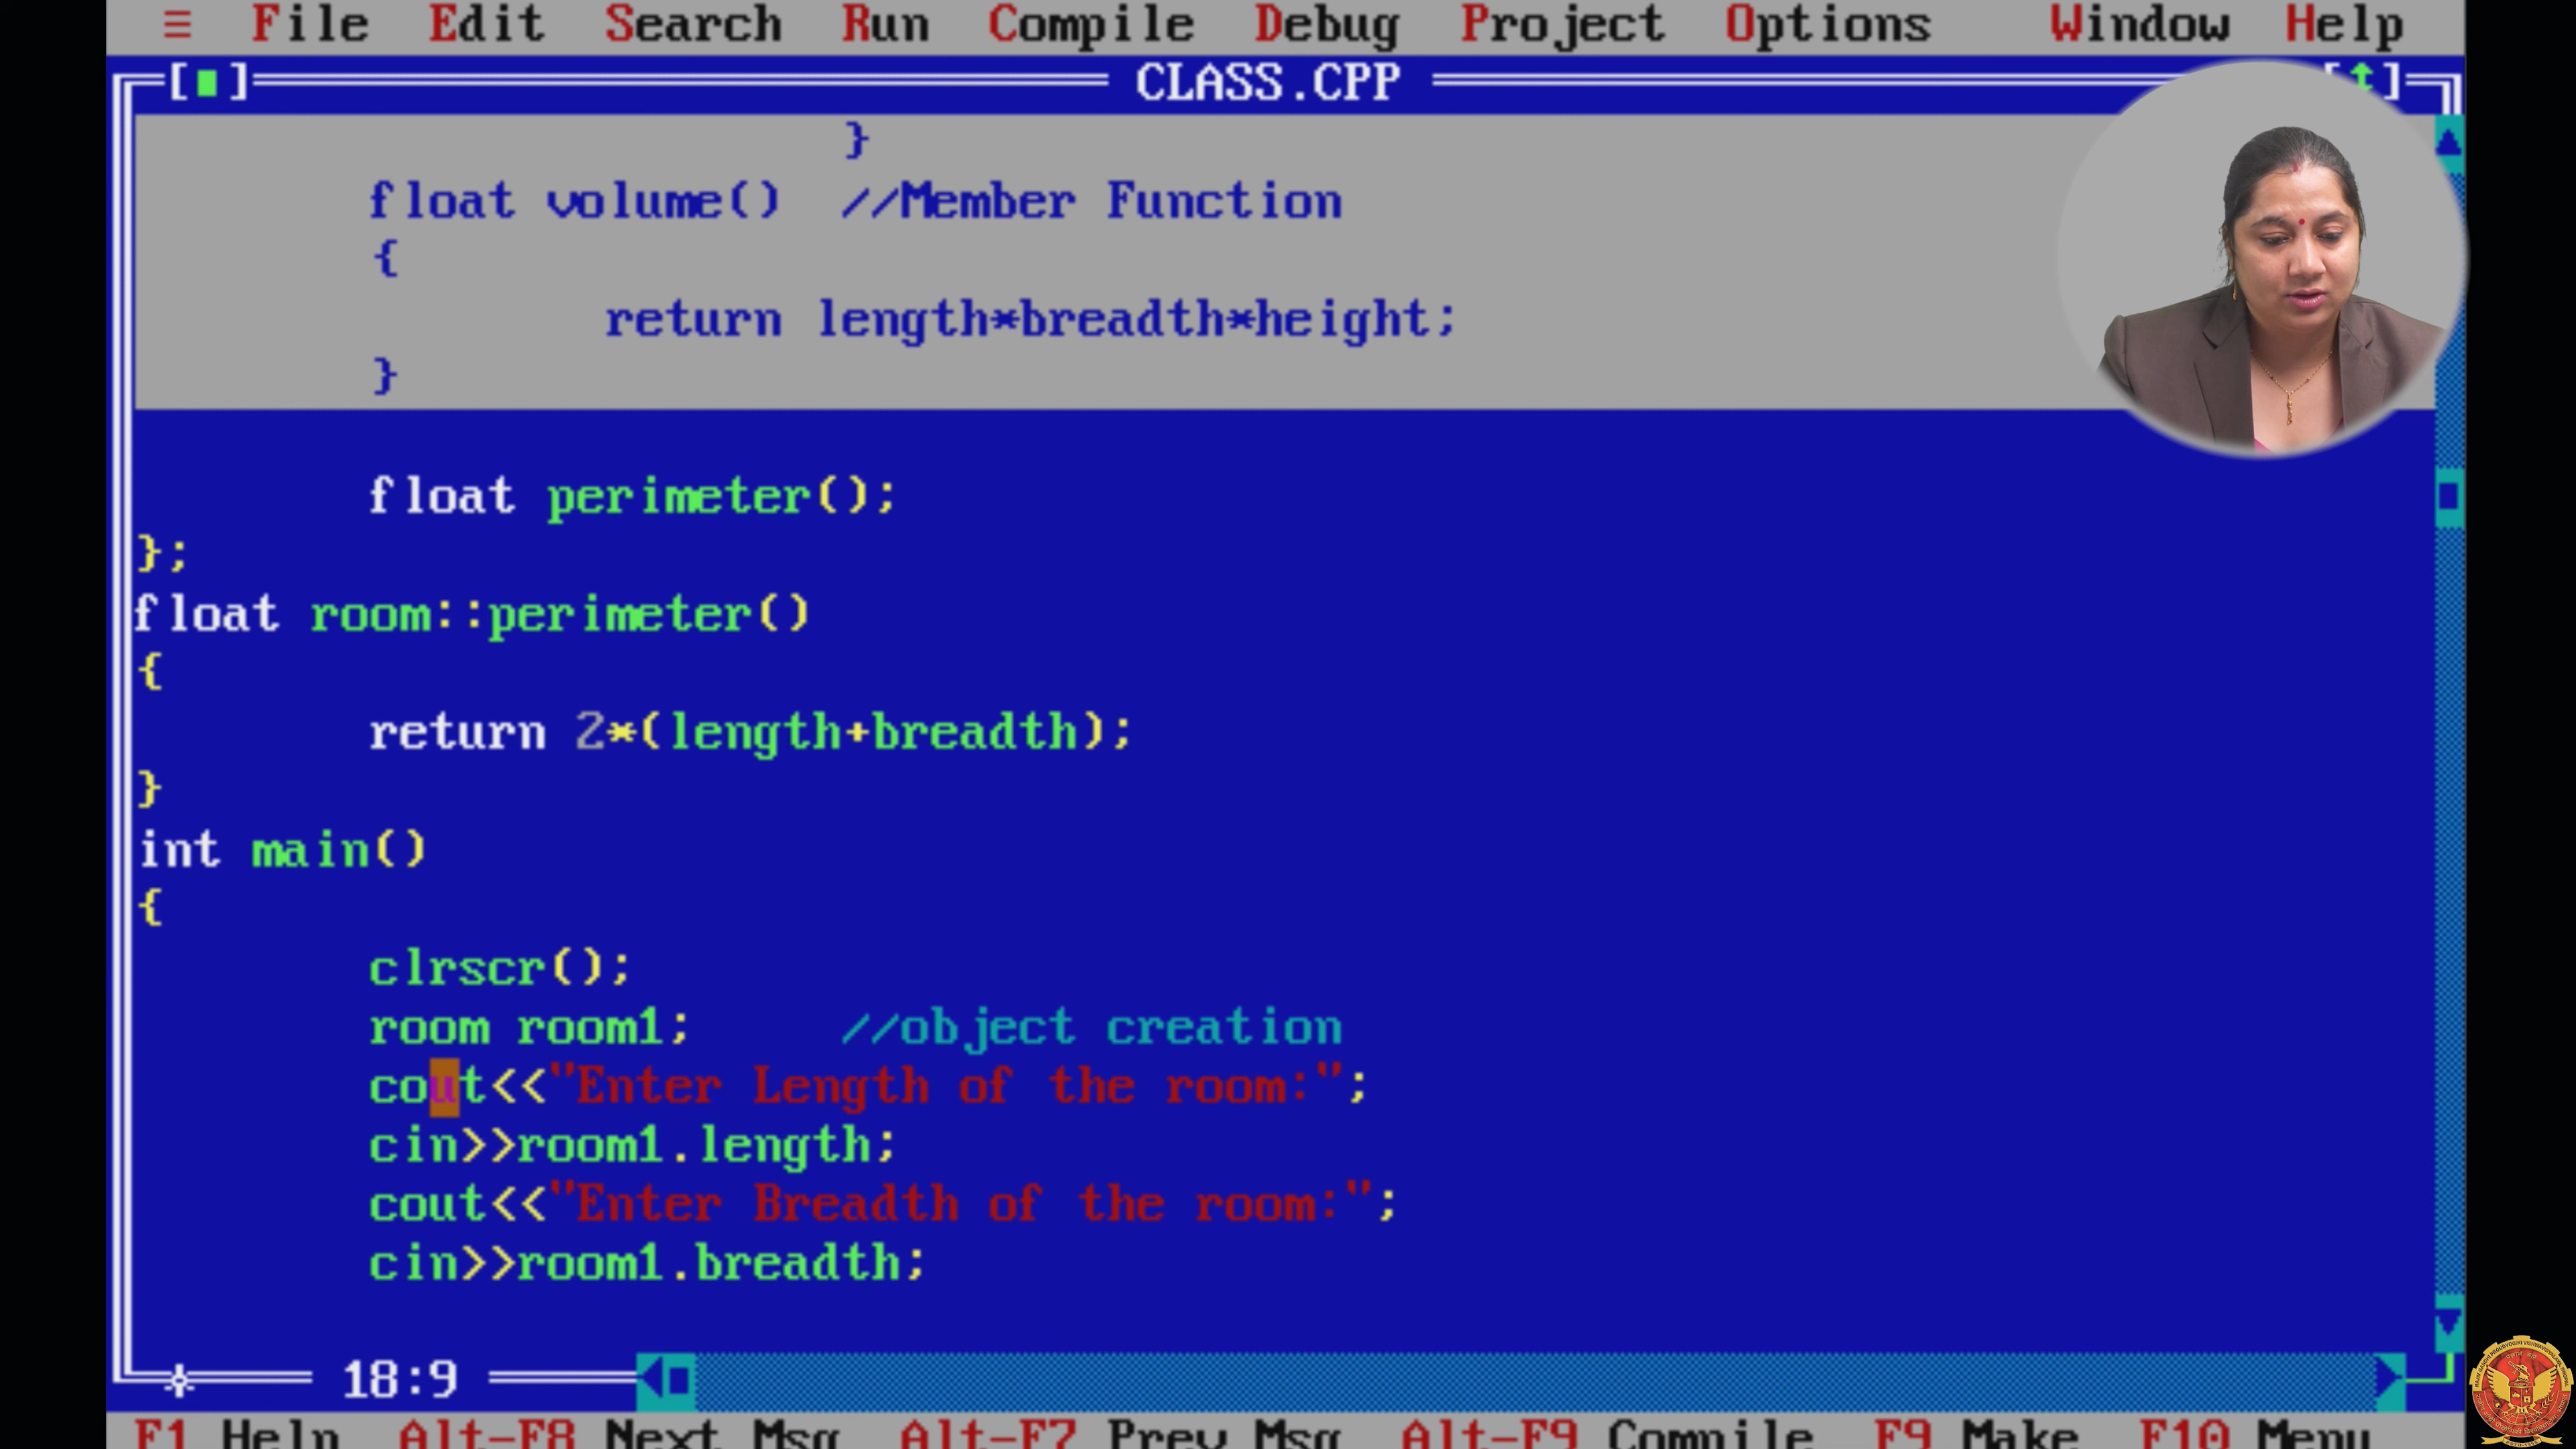 ≡ File Edit Search Run Compile Debug Project Options Window Help
CLASS.CPP
}
float volume() //Member Function
{
return length*breadth*height;
}
float perimeter();
};
float room::perimeter()
{
return 2*(length+breadth);
}
int main()
{
clrscr();
room room1; //object creation
cout<<"Enter Length of the room:";
cin>>room1.length;
cout<<"Enter Breadth of the room:";
cin>>room1.breadth;
18:9
F1 Help Alt-F8 Next Msg Alt-F7 Prev Msg Alt-F9 Compile F9 Make F10 Menu